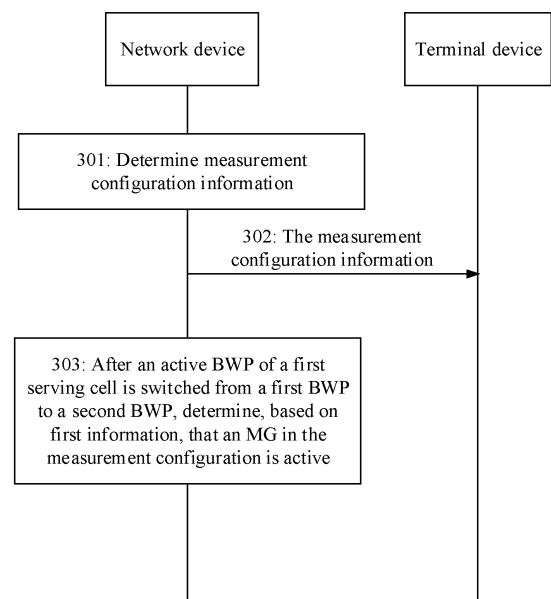 Network device
Terminal device
301: Determine measurement
configuration information
302: The measurement
configuration information
303: After an active BWP of a first
serving cell is switched from a first BWP
to a second BWP, determine, based on
first information, that an MG in the
measurement configuration is active